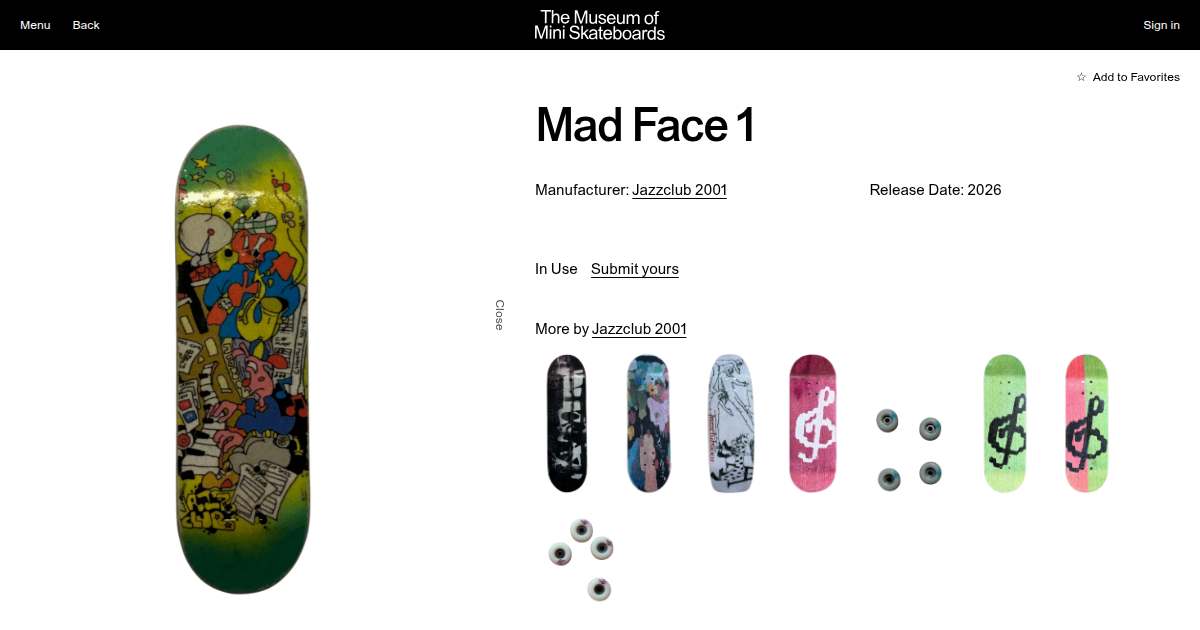 Menu
Back
The Museum of
Mini Skateboards
Sign in
☆ Add to Favorites
Mad Face 1
Manufacturer: Jazzclub 2001
Release Date: 2026
In Use
Submit yours
Close
More by Jazzclub 2001